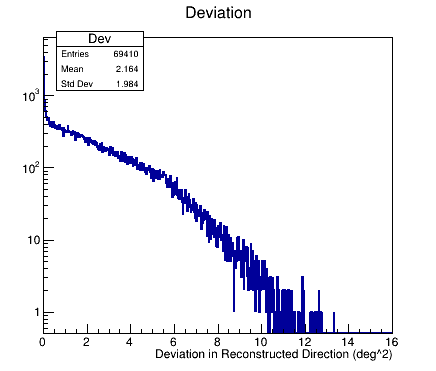 Deviation
Dev
Entries 69410
Mean 2.164
Std Dev 1.984
10^3
10^2
10
1
0 2 4 6 8 10 12 14 16
Deviation in Reconstructed Direction (deg^2)